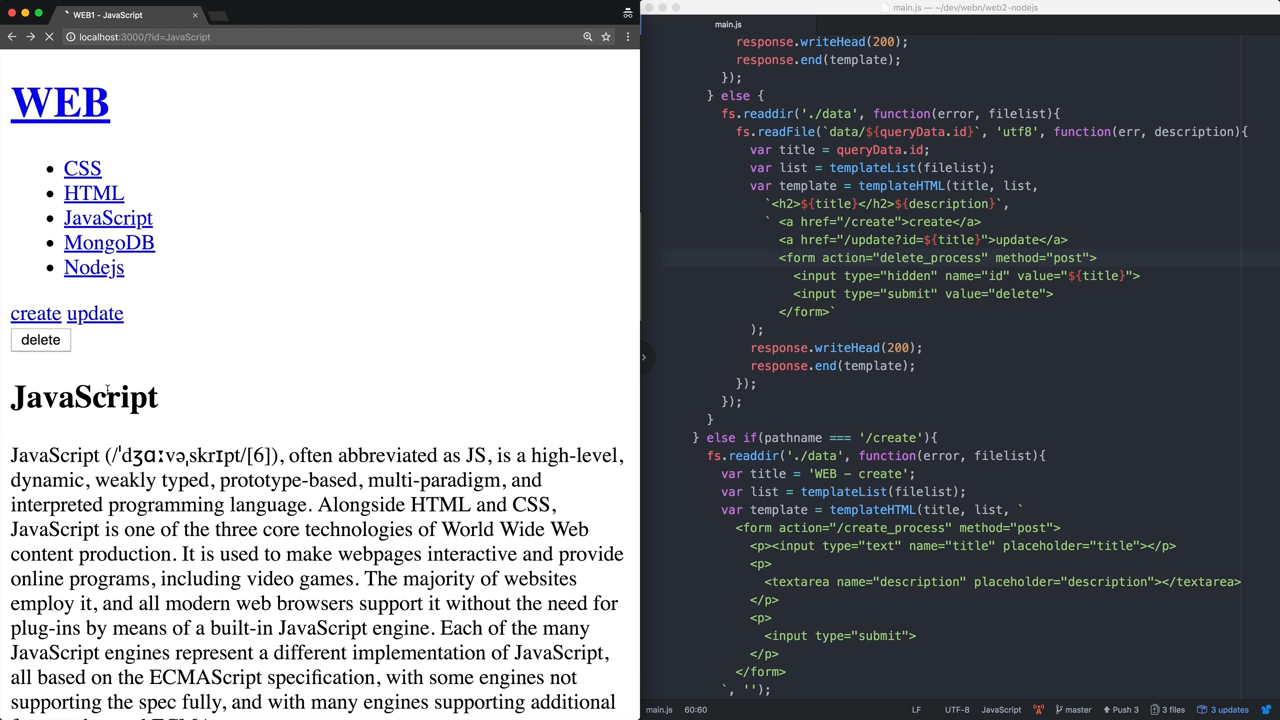 WEB1 - JavaScript
localhost:3000/?id=JavaScript
WEB
CSS
HTML
JavaScript
MongoDB
Nodejs
create update
delete
JavaScript
JavaScript (/ˈdʒɑːvəˌskrɪpt/[6]), often abbreviated as JS, is a high-level,
dynamic, weakly typed, prototype-based, multi-paradigm, and
interpreted programming language. Alongside HTML and CSS,
JavaScript is one of the three core technologies of World Wide Web
content production. It is used to make webpages interactive and provide
online programs, including video games. The majority of websites
employ it, and all modern web browsers support it without the need for
plug-ins by means of a built-in JavaScript engine. Each of the many
JavaScript engines represent a different implementation of JavaScript,
all based on the ECMAScript specification, with some engines not
supporting the spec fully, and with many engines supporting additional
main.js — ~/dev/webn/web2-nodejs
main.js
response.writeHead(200);
response.end(template);
});
} else {
fs.readdir('./data', function(error, filelist){
fs.readFile(`data/${queryData.id}`, 'utf8', function(err, description){
var title = queryData.id;
var list = templateList(filelist);
var template = templateHTML(title, list,
`<h2>${title}</h2>${description}`,
` <a href="/create">create</a>
<a href="/update?id=${title}">update</a>
<form action="delete_process" method="post">
<input type="hidden" name="id" value="${title}">
<input type="submit" value="delete">
</form>`
);
response.writeHead(200);
response.end(template);
});
});
}
} else if(pathname === '/create'){
fs.readdir('./data', function(error, filelist){
var title = 'WEB - create';
var list = templateList(filelist);
var template = templateHTML(title, list, `
<form action="/create_process" method="post">
<p><input type="text" name="title" placeholder="title"></p>
<p>
<textarea name="description" placeholder="description"></textarea>
</p>
<p>
<input type="submit">
</p>
</form>
`, '');
main.js 60:60 LF UTF-8 JavaScript master Push 3 3 files 3 updates